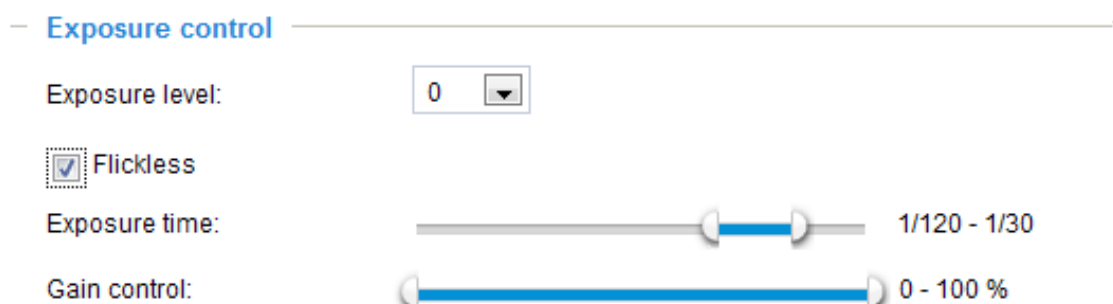 Exposure control
Exposure level: 0
Flickless
Exposure time: 1/120 - 1/30
Gain control: 0 - 100 %